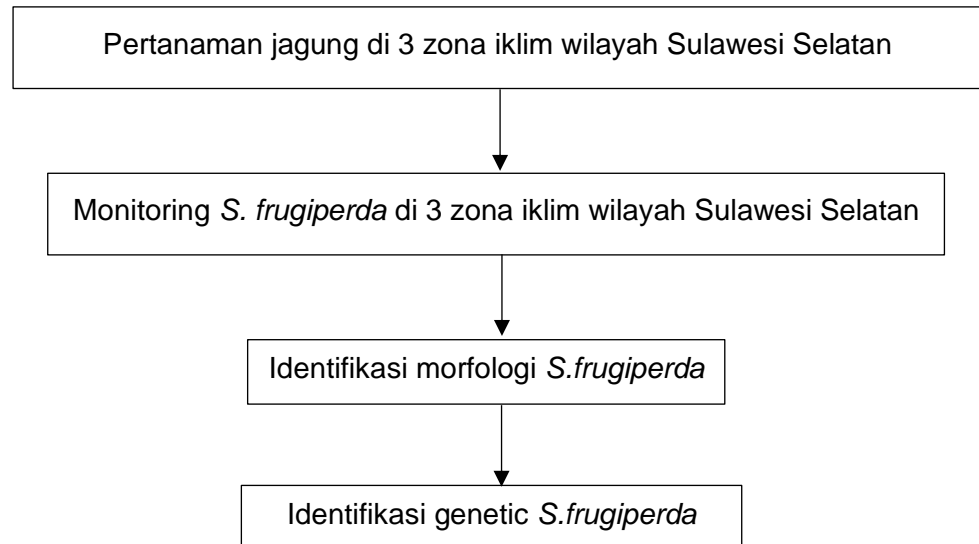 Pertanaman jagung di 3 zona iklim wilayah Sulawesi Selatan
Monitoring S. frugiperda di 3 zona iklim wilayah Sulawesi Selatan
Identifikasi morfologi S.frugiperda
Identifikasi genetic S.frugiperda